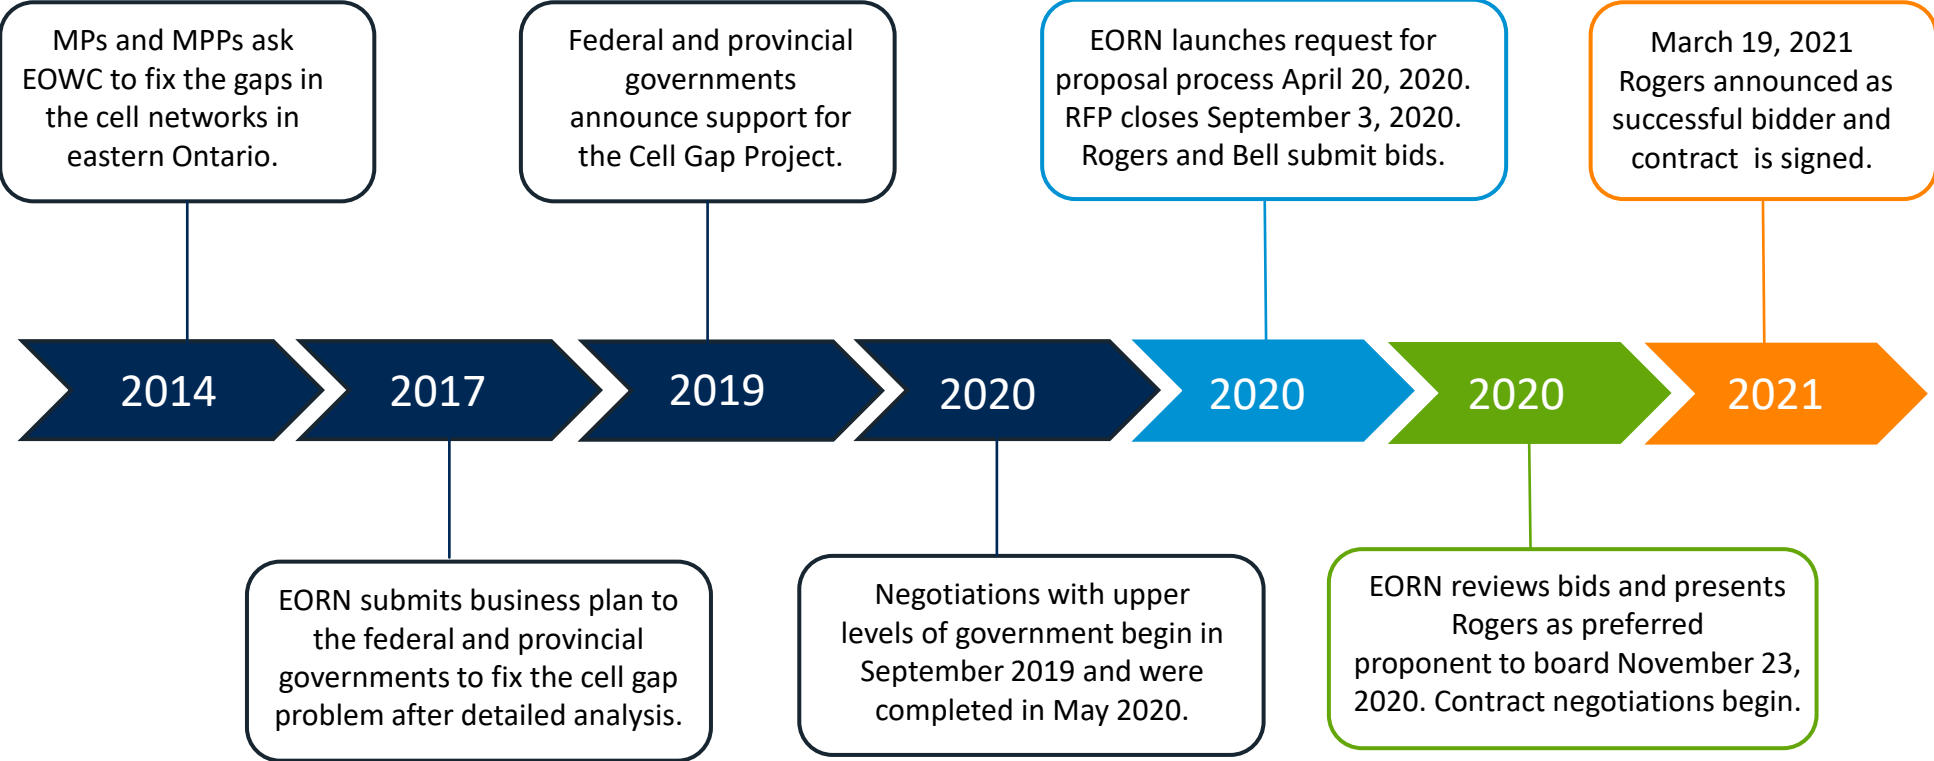 MPs and MPPs ask
EOWC to fix the gaps in
the cell networks in
eastern Ontario.
Federal and provincial
governments
announce support for
the Cell Gap Project.
EORN launches request for
proposal process April 20, 2020.
RFP closes September 3, 2020.
Rogers and Bell submit bids.
March 19, 2021
Rogers announced as
successful bidder and
contract  is signed.
2014
2017
2019
2020
2020
2020
2021
EORN submits business plan to
the federal and provincial
governments to fix the cell gap
problem after detailed analysis.
Negotiations with upper
levels of government begin in
September 2019 and were
completed in May 2020.
EORN reviews bids and presents
Rogers as preferred
proponent to board November 23,
2020. Contract negotiations begin.